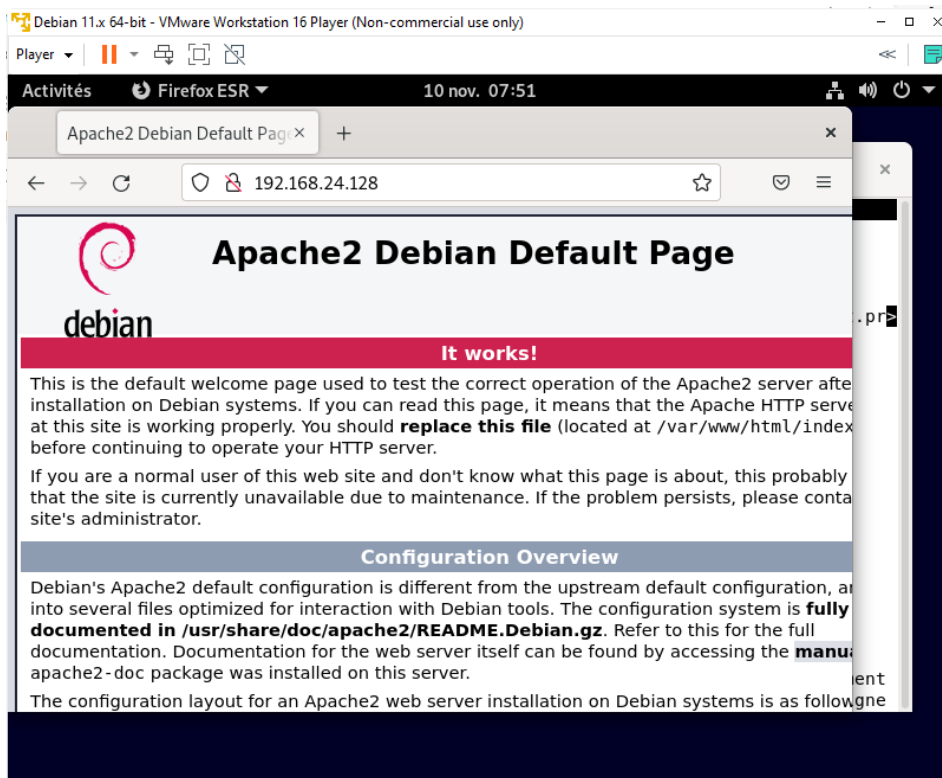 Debian 11.x 64-bit - VMware Workstation 16 Player (Non-commercial use only)
Player
Activités Firefox ESR 10 nov. 07:51
Apache2 Debian Default Pag
192.168.24.128
debian
Apache2 Debian Default Page
.pr>
It works!
This is the default welcome page used to test the correct operation of the Apache2 server afte
installation on Debian systems. If you can read this page, it means that the Apache HTTP serve
at this site is working properly. You should replace this file (located at /var/www/html/index
before continuing to operate your HTTP server.
If you are a normal user of this web site and don't know what this page is about, this probably
that the site is currently unavailable due to maintenance. If the problem persists, please conta
site's administrator.
Configuration Overview
Debian's Apache2 default configuration is different from the upstream default configuration, an
into several files optimized for interaction with Debian tools. The configuration system is fully
documented in /usr/share/doc/apache2/README.Debian.gz. Refer to this for the full
documentation. Documentation for the web server itself can be found by accessing the manua
apache2-doc package was installed on this server.
ment
The configuration layout for an Apache2 web server installation on Debian systems is as follow
gne